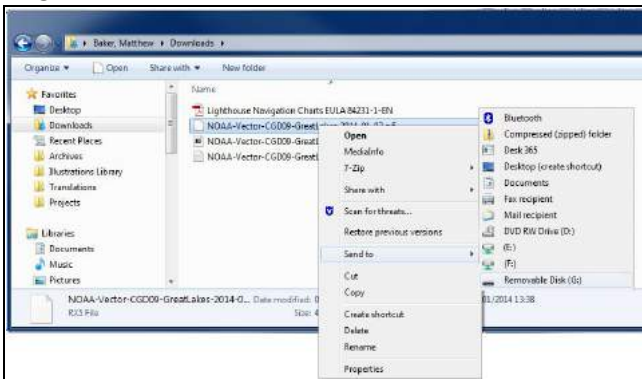 Baker, Matthew ▸ Downloads ▸
Organize ▾ Open Share with ▾ New folder
Favorites
Desktop
Downloads
Recent Places
Archives
Illustrations Library
Translations
Projects
Libraries
Documents
Music
Pictures
Name
Lighthouse Navigation Charts EULA 84231-1-EN
NOAA-Vector-CGD09-GreatLakes-2014-01-02
NOAA-Vector-CGD09-Great
NOAA-Vector-CGD09-Great
Open
MediaInfo
7-Zip
Share with
Scan for threats...
Restore previous versions
Send to
Cut
Copy
Create shortcut
Delete
Rename
Properties
Bluetooth
Compressed (zipped) folder
Desk 365
Desktop (create shortcut)
Documents
Fax recipient
Mail recipient
DVD RW Drive (D:)
(E:)
(F:)
Removable Disk (G:)
NOAA-Vector-CGD09-GreatLakes-2014-0... Date modified: 0
01/2014 13:38
RX3 File Size: 4